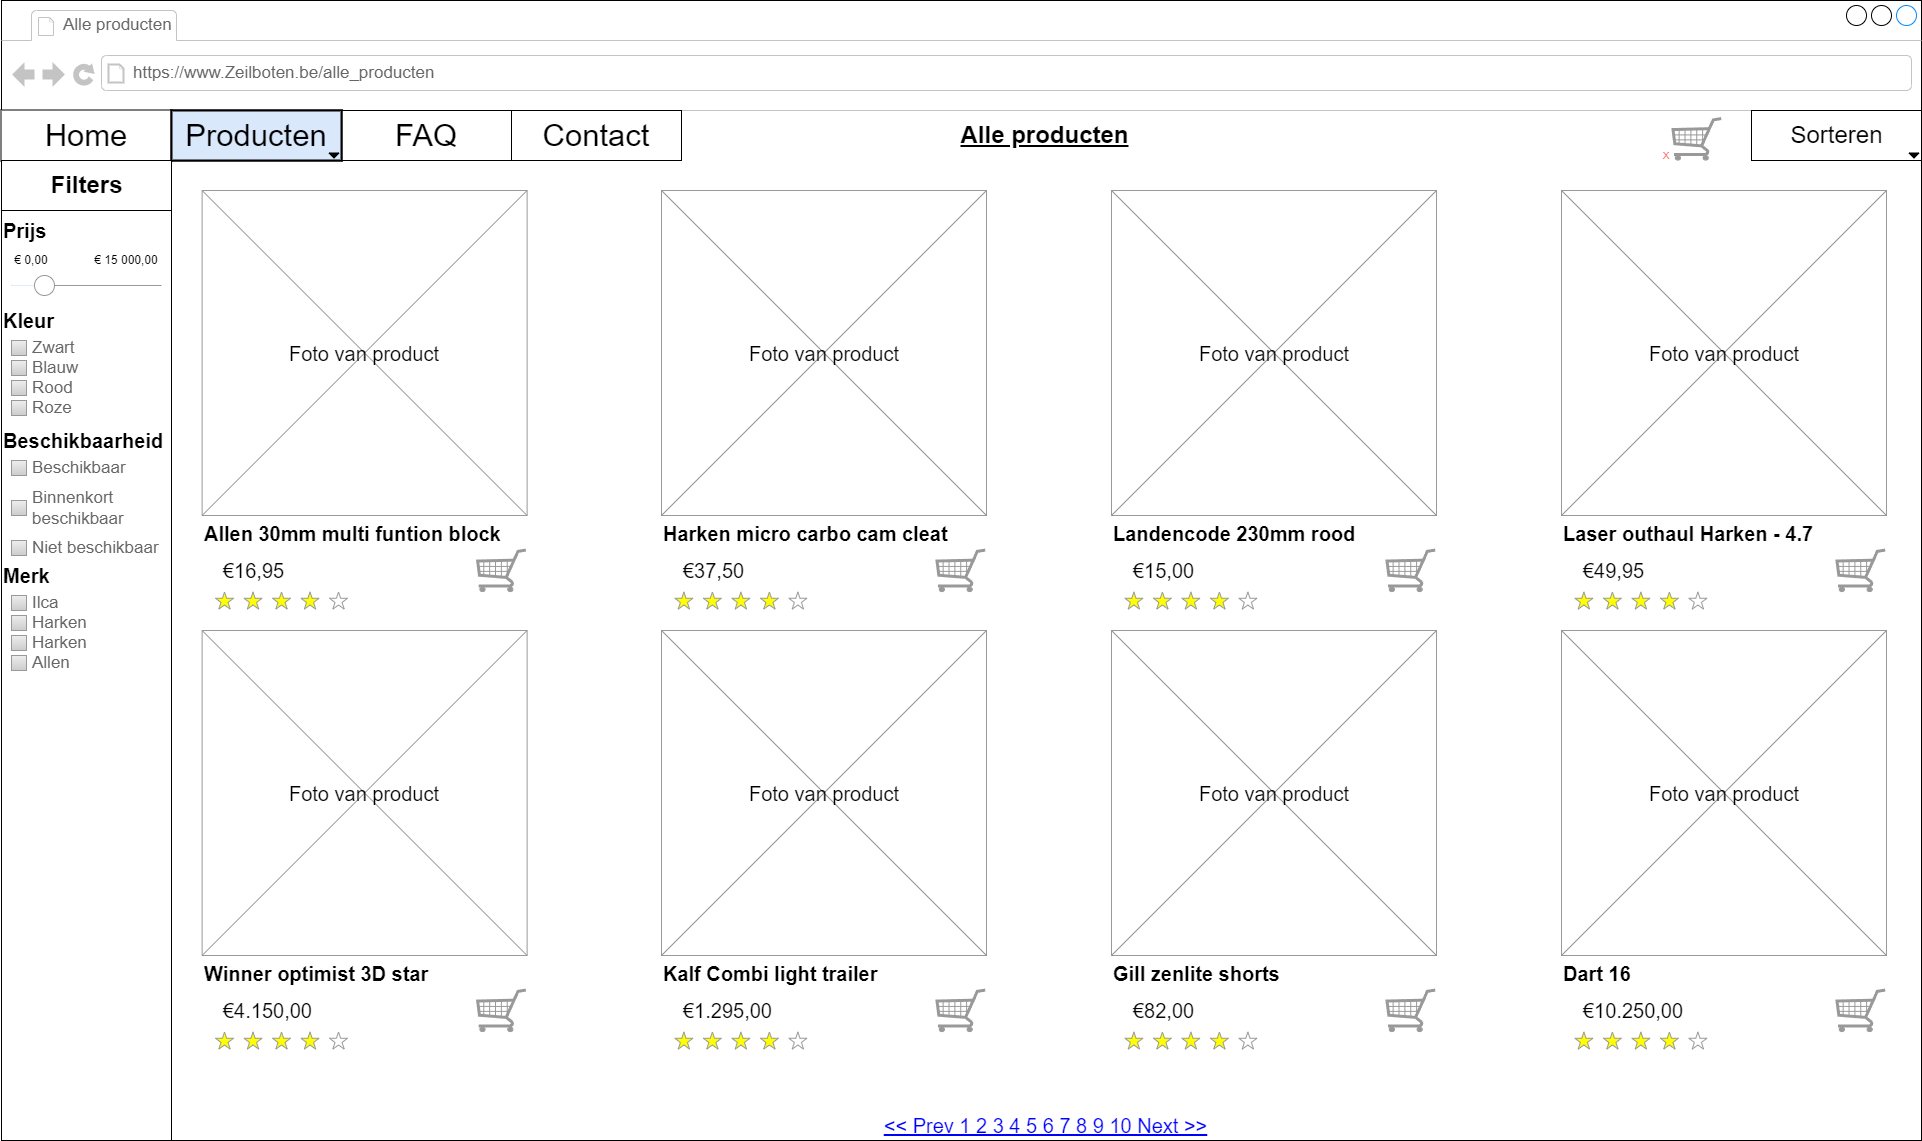 Alle producten
https://www.Zeilboten.be/alle_producten
Home
Producten
FAQ
Contact
Alle producten
x
Sorteren
Filters
Prijs
€ 0,00
€ 15 000,00
Kleur
Zwart
Blauw
Rood
Roze
Beschikbaarheid
Beschikbaar
Binnenkort
beschikbaar
Niet beschikbaar
Merk
Ilca
Harken
Harken
Allen
Foto van product
Allen 30mm multi funtion block
€16,95
Foto van product
Harken micro carbo cam cleat
€37,50
Foto van product
Landencode 230mm rood
€15,00
Foto van product
Laser outhaul Harken - 4.7
€49,95
Foto van product
Winner optimist 3D star
€4.150,00
Foto van product
Kalf Combi light trailer
€1.295,00
Foto van product
Gill zenlite shorts
€82,00
Foto van product
Dart 16
€10.250,00
<< Prev 1 2 3 4 5 6 7 8 9 10 Next >>